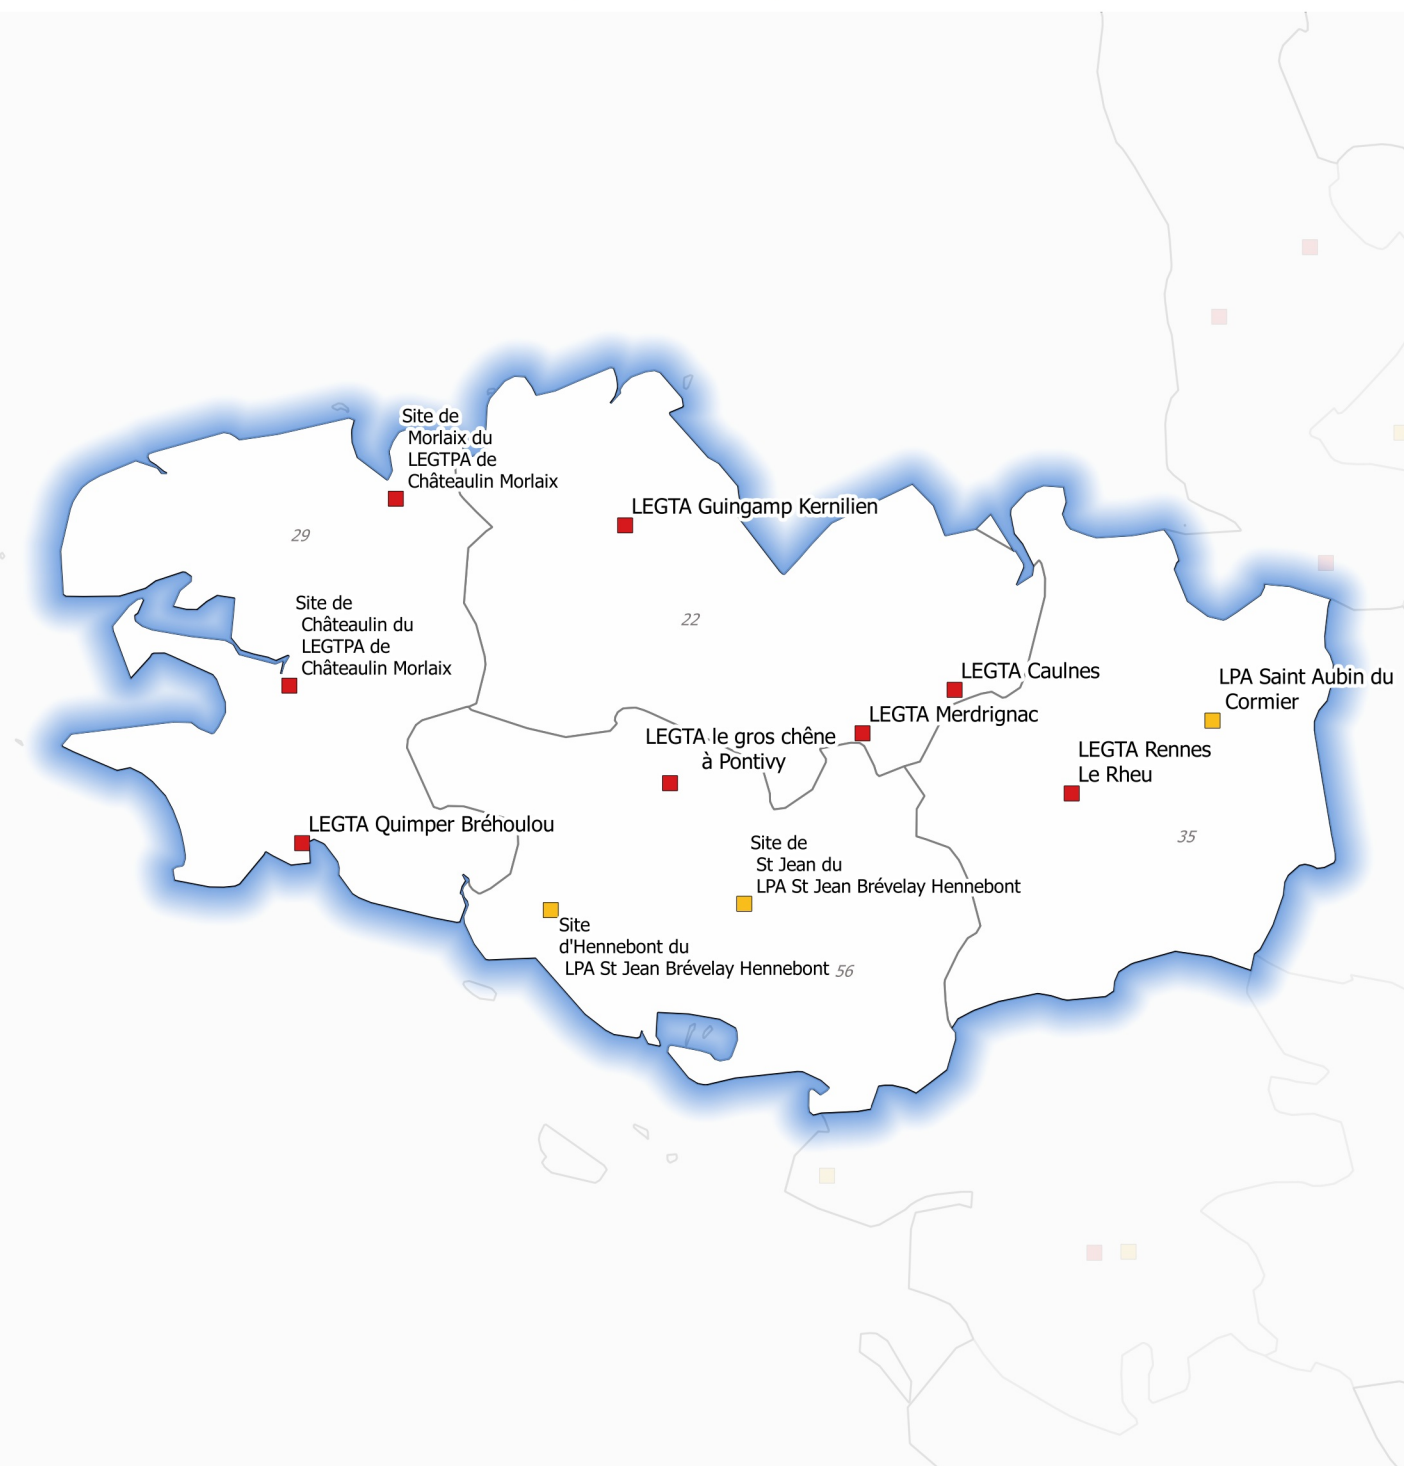 Site de
Morlaix du
LEGTPA de
Châteaulin Morlaix
LEGTA Guingamp Kernilien
29
Site de
Châteaulin du
LEGTPA de
Châteaulin Morlaix
22
LEGTA Caulnes
LPA Saint Aubin du
Cormier
LEGTA Merdrignac
LEGTA le gros chêne
à Pontivy
LEGTA Rennes
Le Rheu
LEGTA Quimper Bréhoulou
35
Site de
St Jean du
LPA St Jean Brévelay Hennebont
Site
d'Hennebont du
LPA St Jean Brévelay Hennebont
56